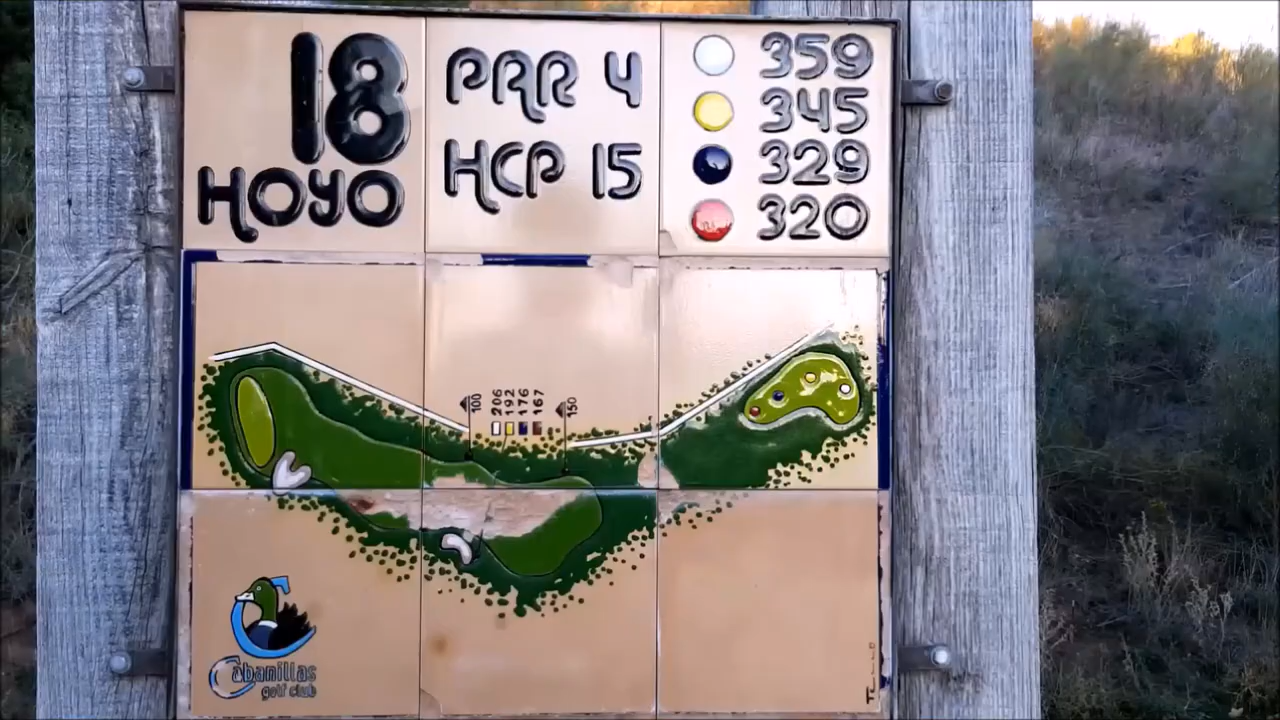 18
HOYO
PAR 4
HCP 15
359
345
329
320
100
206
192
176
167
150
Cabanillas
golf club